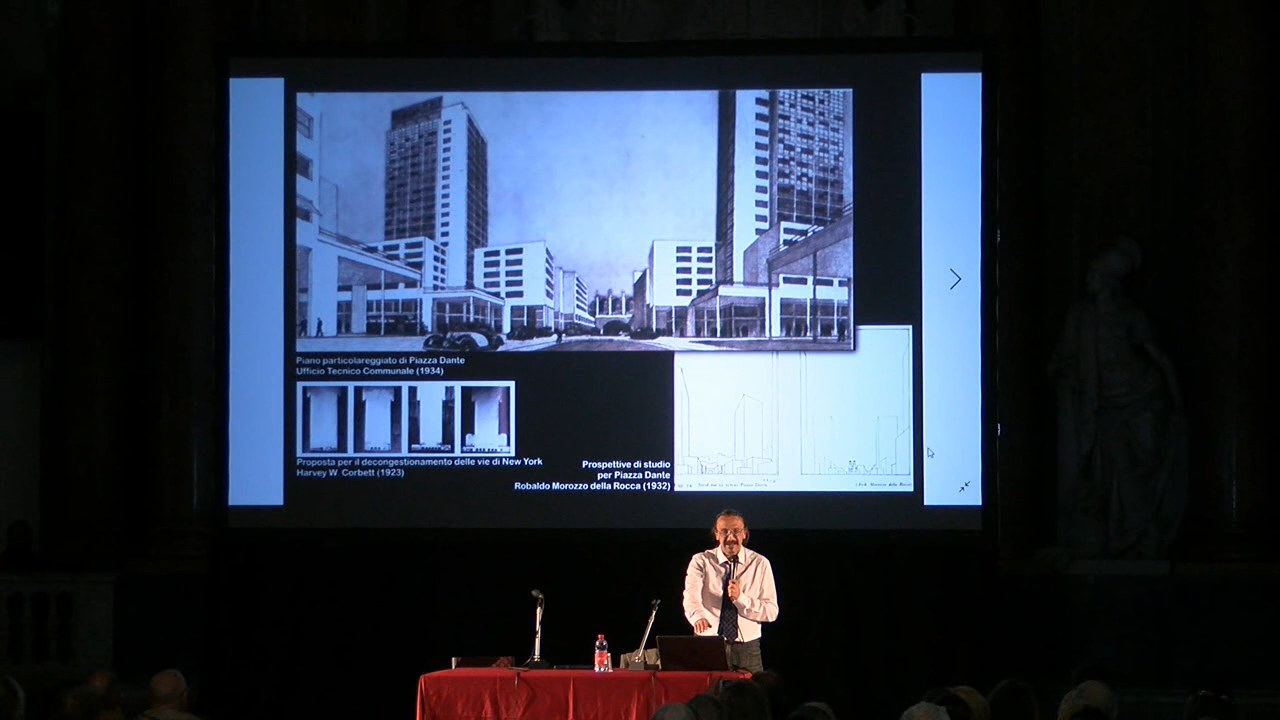 Piano particolareggiato di Piazza Dante
Ufficio Tecnico Communale (1934)
Proposta per il decongestionamento delle vie di New York
Harvey W. Corbett (1923)
Prospettive di studio
per Piazza Dante
Robaldo Morozzo della Rocca (1932)